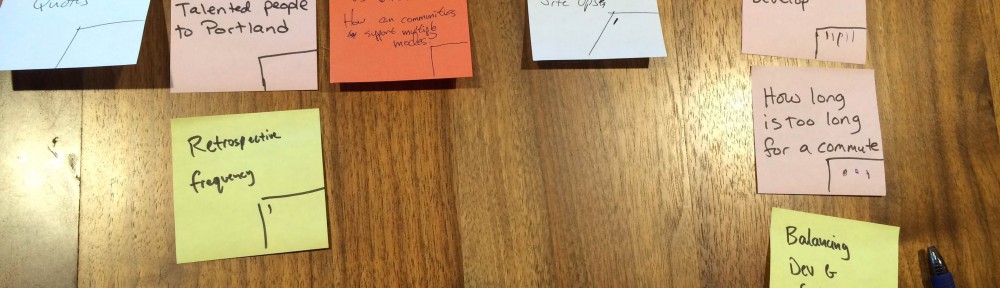 Quotes
Talented people
to Portland
How can communities
support multiple
modes?
Site Ops
Develop
How long
is too long
for a commute
Retrospective
frequency
Balancing
Dev &